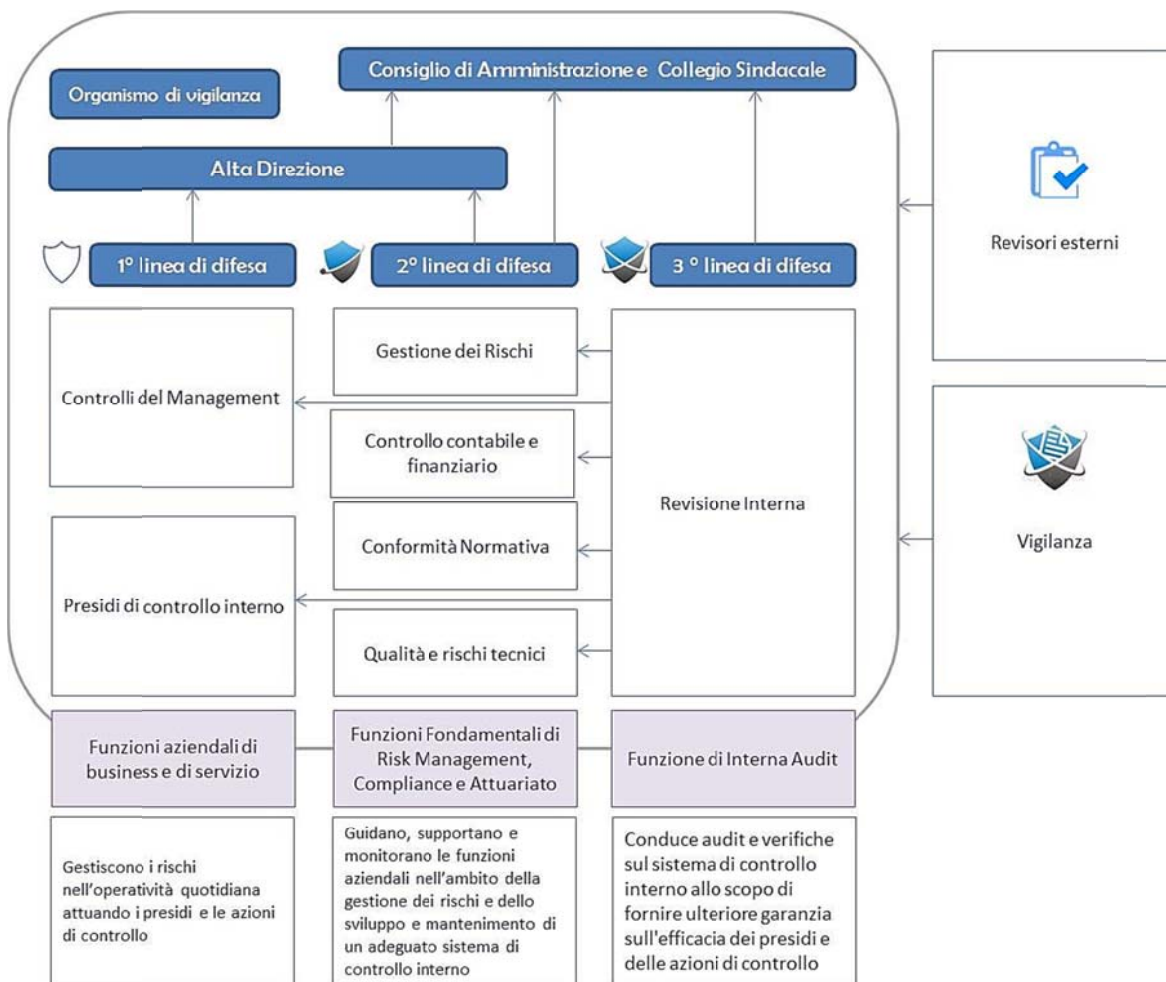 Consiglio di Amministrazione e Collegio Sindacale
Organismo di vigilanza
Alta Direzione
1° linea di difesa
2° linea di difesa
3 ° linea di difesa
Revisori esterni
Controlli del Management
Presidi di controllo interno
Gestione dei Rischi
Controllo contabile e
finanziario
Conformità Normativa
Qualità e rischi tecnici
Revisione Interna
Vigilanza
Funzioni aziendali di
business e di servizio
Funzioni Fondamentali di
Risk Management,
Compliance e Attuariato
Funzione di Interna Audit
Gestiscono i rischi
nell'operatività quotidiana
attuando i presidi e le azioni
di controllo
Guidano, supportano e
monitorano le funzioni
aziendali nell'ambito della
gestione dei rischi e dello
sviluppo e mantenimento di
un adeguato sistema di
controllo interno
Conduce audit e verifiche
sul sistema di controllo
interno allo scopo di
fornire ulteriore garanzia
sull'efficacia dei presidi e
delle azioni di controllo